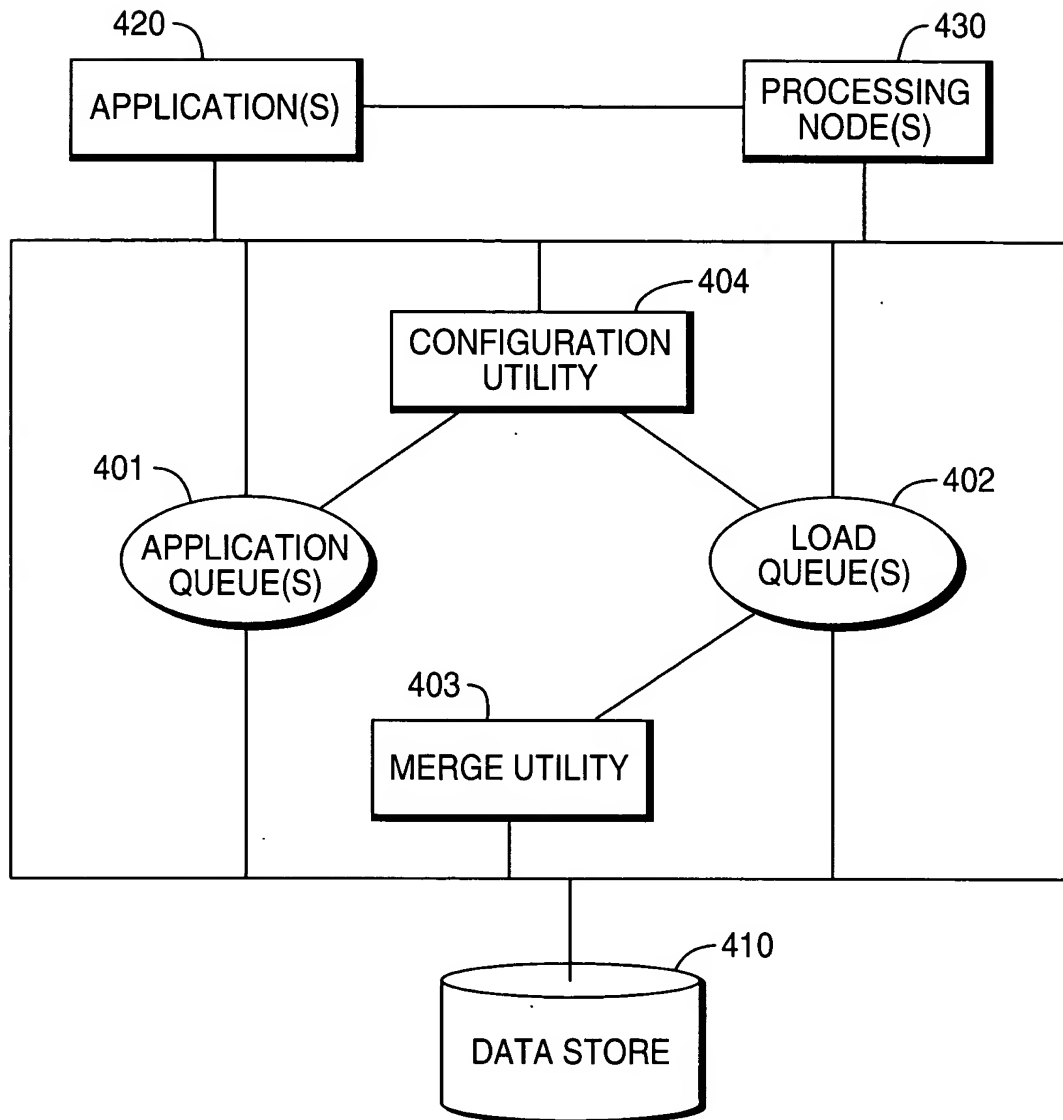 420
APPLICATION(S)
430
PROCESSING
NODE(S)
404
CONFIGURATION
UTILITY
401
APPLICATION
QUEUE(S)
402
LOAD
QUEUE(S)
403
MERGE UTILITY
410
DATA STORE